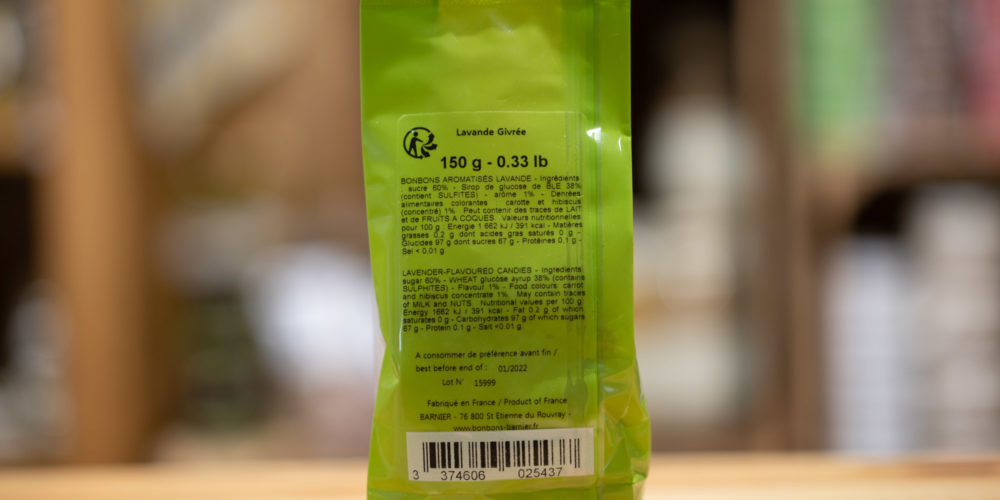 Lavande Givrée
150 g - 0.33 lb
BONBONS AROMATISÉS LAVANDE - Ingrédients
: sucre 60% - Sirop de glucose de BLE 38%
(contient SULFITES) - arôme 1% - Denrées
alimentaires colorantes : carotte et hibiscus
(concentré) 1%. Peut contenir des traces de LAIT
et de FRUITS A COQUES. Valeurs nutritionnelles
pour 100 g : Energie 1 662 kJ / 391 kcal - Matières
grasses 0.2 g dont acides gras saturés 0 g -
Glucides 97 g dont sucres 67 g - Protéines 0,1 g -
Sel < 0.01 g
LAVENDER-FLAVOURED CANDIES - Ingredients:
sugar 60% - WHEAT glucose syrup 38% (contains
SULPHITES) - Flavour 1% - Food colours: carrot
and hibiscus concentrate 1%. May contain traces
of MILK and NUTS. Nutritional values per 100 g:
Energy 1662 kJ / 391 kcal - Fat 0.2 g of which
saturates 0 g - Carbohydrates 97 g of which sugars
67 g - Protein 0.1 g - Salt <0.01 g
A consommer de préférence avant fin /
best before end of : 01/2022
Lot N° 15999
Fabriqué en France / Product of France
BARNIER - 76 800 St Etienne du Rouvray -
www.bonbons-barnier.fr
3 374606 025437